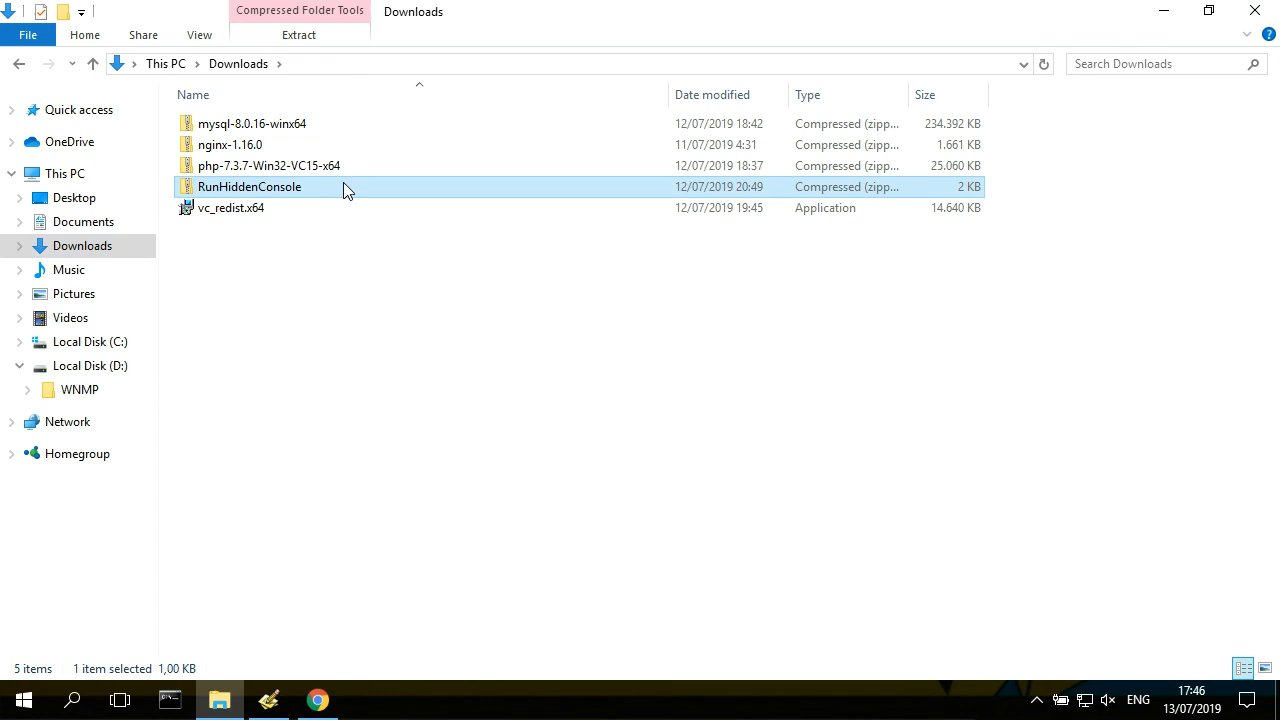 Compressed Folder Tools
Downloads
File
Home
Share
View
Extract
This PC
Downloads
Search Downloads
Name
Date modified
Type
Size
Quick access
OneDrive
This PC
Desktop
Documents
Downloads
Music
Pictures
Videos
Local Disk (C:)
Local Disk (D:)
WNMP
Network
Homegroup
mysql-8.0.16-winx64 12/07/2019 18:42 Compressed (zipp... 234.392 KB
nginx-1.16.0 11/07/2019 4:31 Compressed (zipp... 1.661 KB
php-7.3.7-Win32-VC15-x64 12/07/2019 18:37 Compressed (zipp... 25.060 KB
RunHiddenConsole 12/07/2019 20:49 Compressed (zipp... 2 KB
vc_redist.x64 12/07/2019 19:45 Application 14.640 KB
5 items 1 item selected 1,00 KB
ENG
17:46
13/07/2019